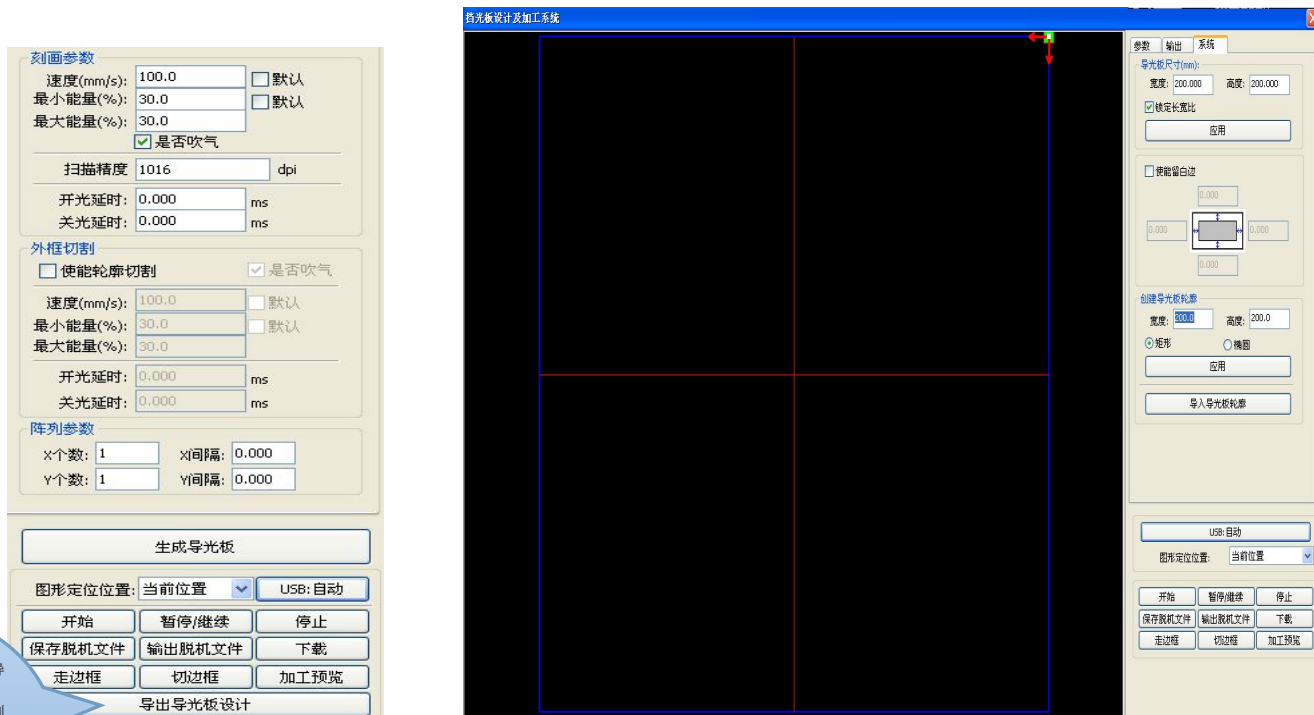 刻画参数
速度(mm/s): 100.0 默认
最小能量(%): 30.0 默认
最大能量(%): 30.0
是否吹气
扫描精度 1016 dpi
开光延时: 0.000 ms
关光延时: 0.000 ms
外框切割
使能轮廓切割 是否吹气
速度(mm/s): 100.0 默认
最小能量(%): 30.0 默认
最大能量(%): 30.0
开光延时: 0.000 ms
关光延时: 0.000 ms
阵列参数
X个数: 1 X间隔: 0.000
Y个数: 1 Y间隔: 0.000
生成导光板
图形定位位置: 当前位置 USB:自动
开始 暂停/继续 停止
保存脱机文件 输出脱机文件 下载
走边框 切边框 加工预览
导出导光板设计
挡光板设计及加工系统
参数 输出 系统
导光板尺寸(mm):
宽度: 200.000 高度: 200.000
锁定长宽比
应用
使能留白边
0.000
0.000 0.000
0.000
创建导光板轮廓
宽度: 200.0 高度: 200.0
矩形 椭圆
应用
导入导光板轮廓
USB:自动
图形定位位置: 当前位置
开始 暂停/继续 停止
保存脱机文件 输出脱机文件 下载
走边框 切边框 加工预览